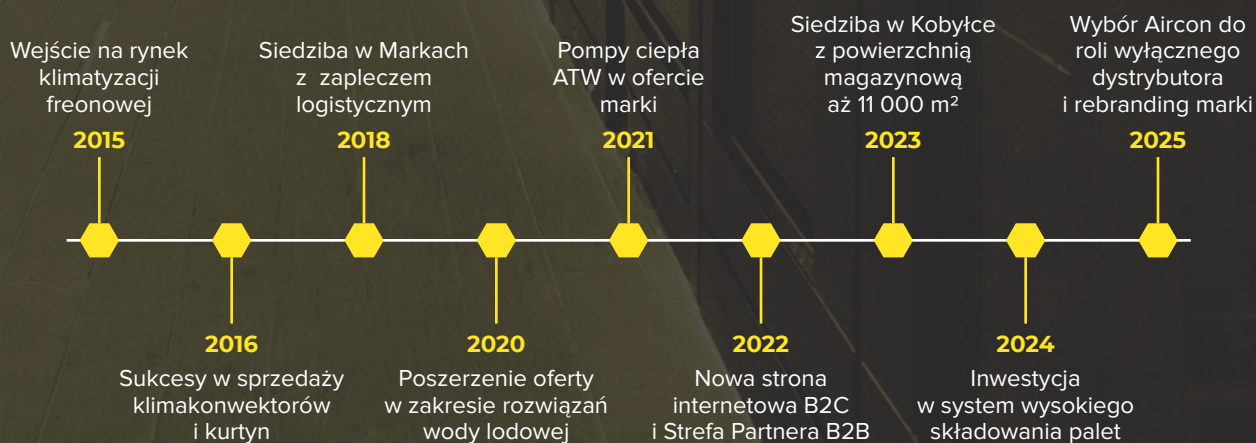 Wejście na rynek
klimatyzacji
freonowej
2015
Siedziba w Markach
z zapleczem
logistycznym
2018
Pompy ciepła
ATW w ofercie
marki
2021
Siedziba w Kobyłce
z powierzchnią
magazynową
aż 11 000 m²
2023
Wybór Aircon do
roli wyłącznego
dystrybutora
i rebranding marki
2025
2016
Sukcesy w sprzedaży
klimakonwektorów
i kurtyn
2020
Poszerzenie oferty
w zakresie rozwiązań
wody lodowej
2022
Nowa strona
internetowa B2C
i Strefa Partnera B2B
2024
Inwestycja
w system wysokiego
składowania palet